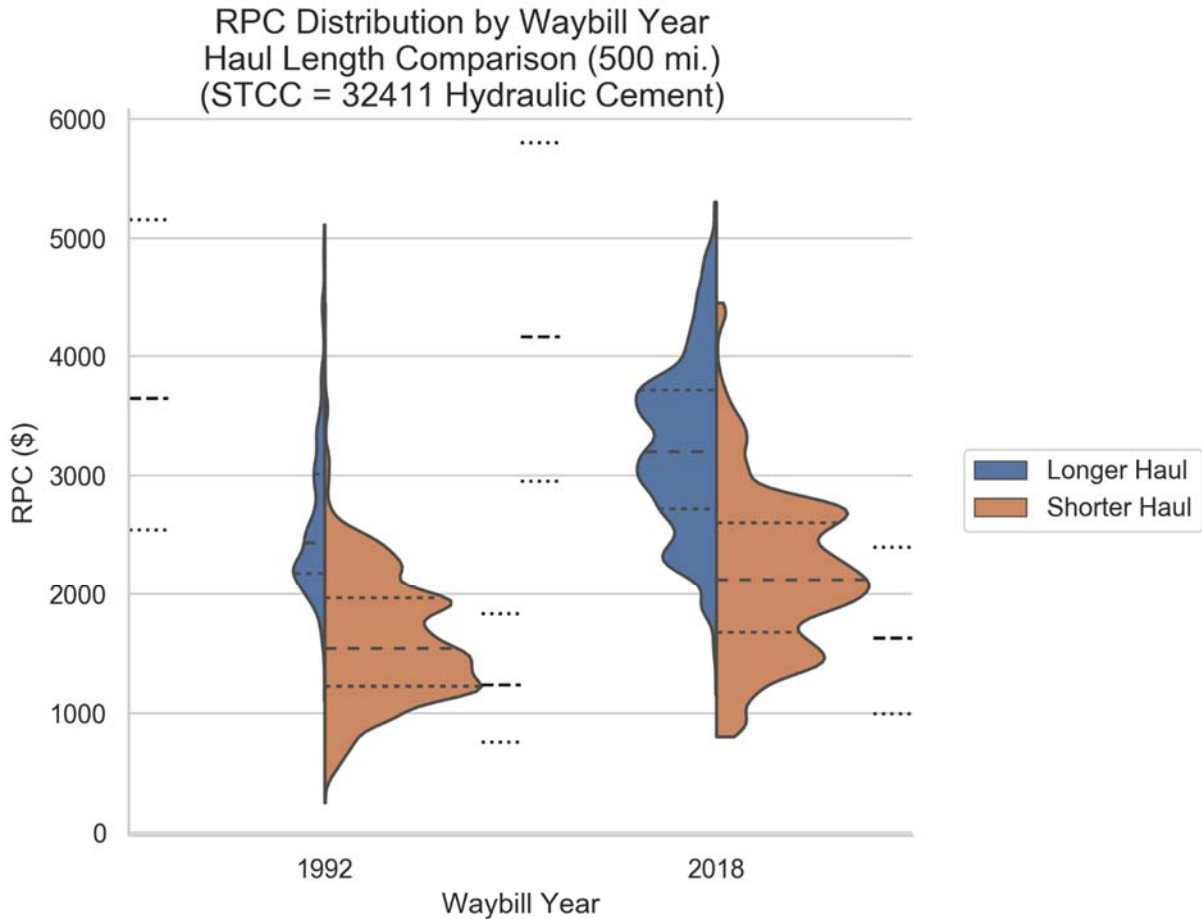 RPC Distribution by Waybill Year
Haul Length Comparison (500 mi.)
(STCC = 32411 Hydraulic Cement)
6000
5000
4000
3000
2000
1000
0
RPC ($)
1992
2018
Waybill Year
Longer Haul
Shorter Haul